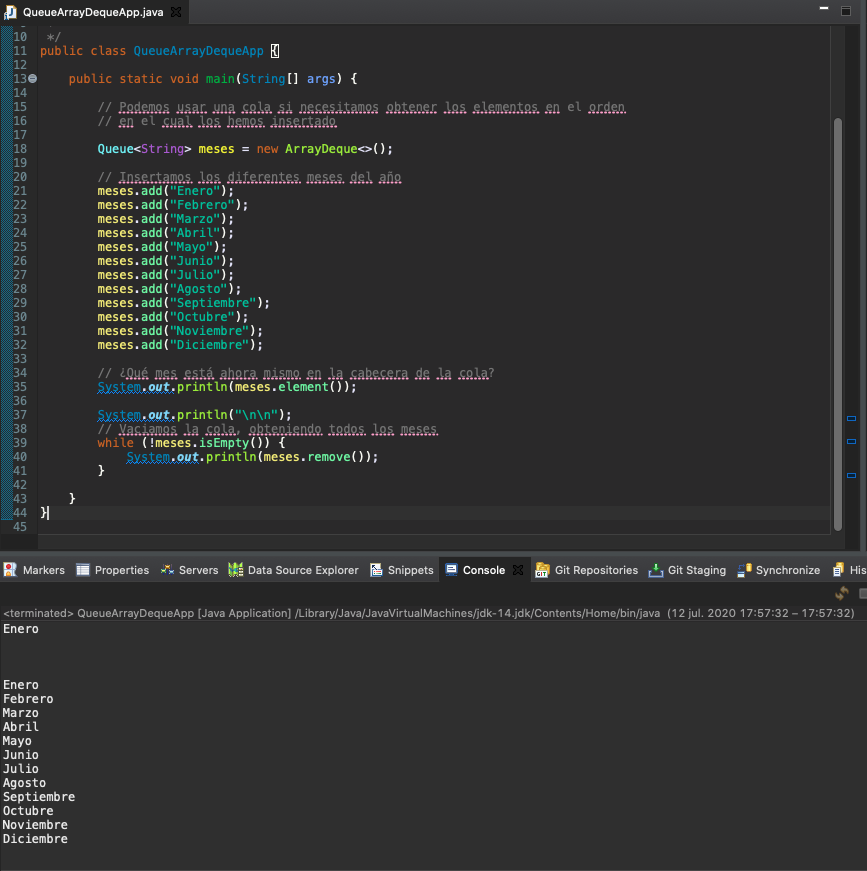 QueueArrayDequeApp.java
10 */
11 public class QueueArrayDequeApp {
12
13 public static void main(String[] args) {
14
15 // Podemos usar una cola si necesitamos obtener los elementos en el orden
16 // en el cual los hemos insertado
17
18 Queue<String> meses = new ArrayDeque<>();
19
20 // Insertamos los diferentes meses del año
21 meses.add("Enero");
22 meses.add("Febrero");
23 meses.add("Marzo");
24 meses.add("Abril");
25 meses.add("Mayo");
26 meses.add("Junio");
27 meses.add("Julio");
28 meses.add("Agosto");
29 meses.add("Septiembre");
30 meses.add("Octubre");
31 meses.add("Noviembre");
32 meses.add("Diciembre");
33
34 // ¿Qué mes está ahora mismo en la cabecera de la cola?
35 System.out.println(meses.element());
36
37 System.out.println("\n\n");
38 // Vaciamos la cola, obteniendo todos los meses
39 while (!meses.isEmpty()) {
40 System.out.println(meses.remove());
41 }
42
43 }
44 }
45
Markers Properties Servers Data Source Explorer Snippets Console Git Repositories Git Staging Synchronize His
<terminated> QueueArrayDequeApp [Java Application] /Library/Java/JavaVirtualMachines/jdk-14.jdk/Contents/Home/bin/java (12 jul. 2020 17:57:32 – 17:57:32)
Enero
Enero
Febrero
Marzo
Abril
Mayo
Junio
Julio
Agosto
Septiembre
Octubre
Noviembre
Diciembre